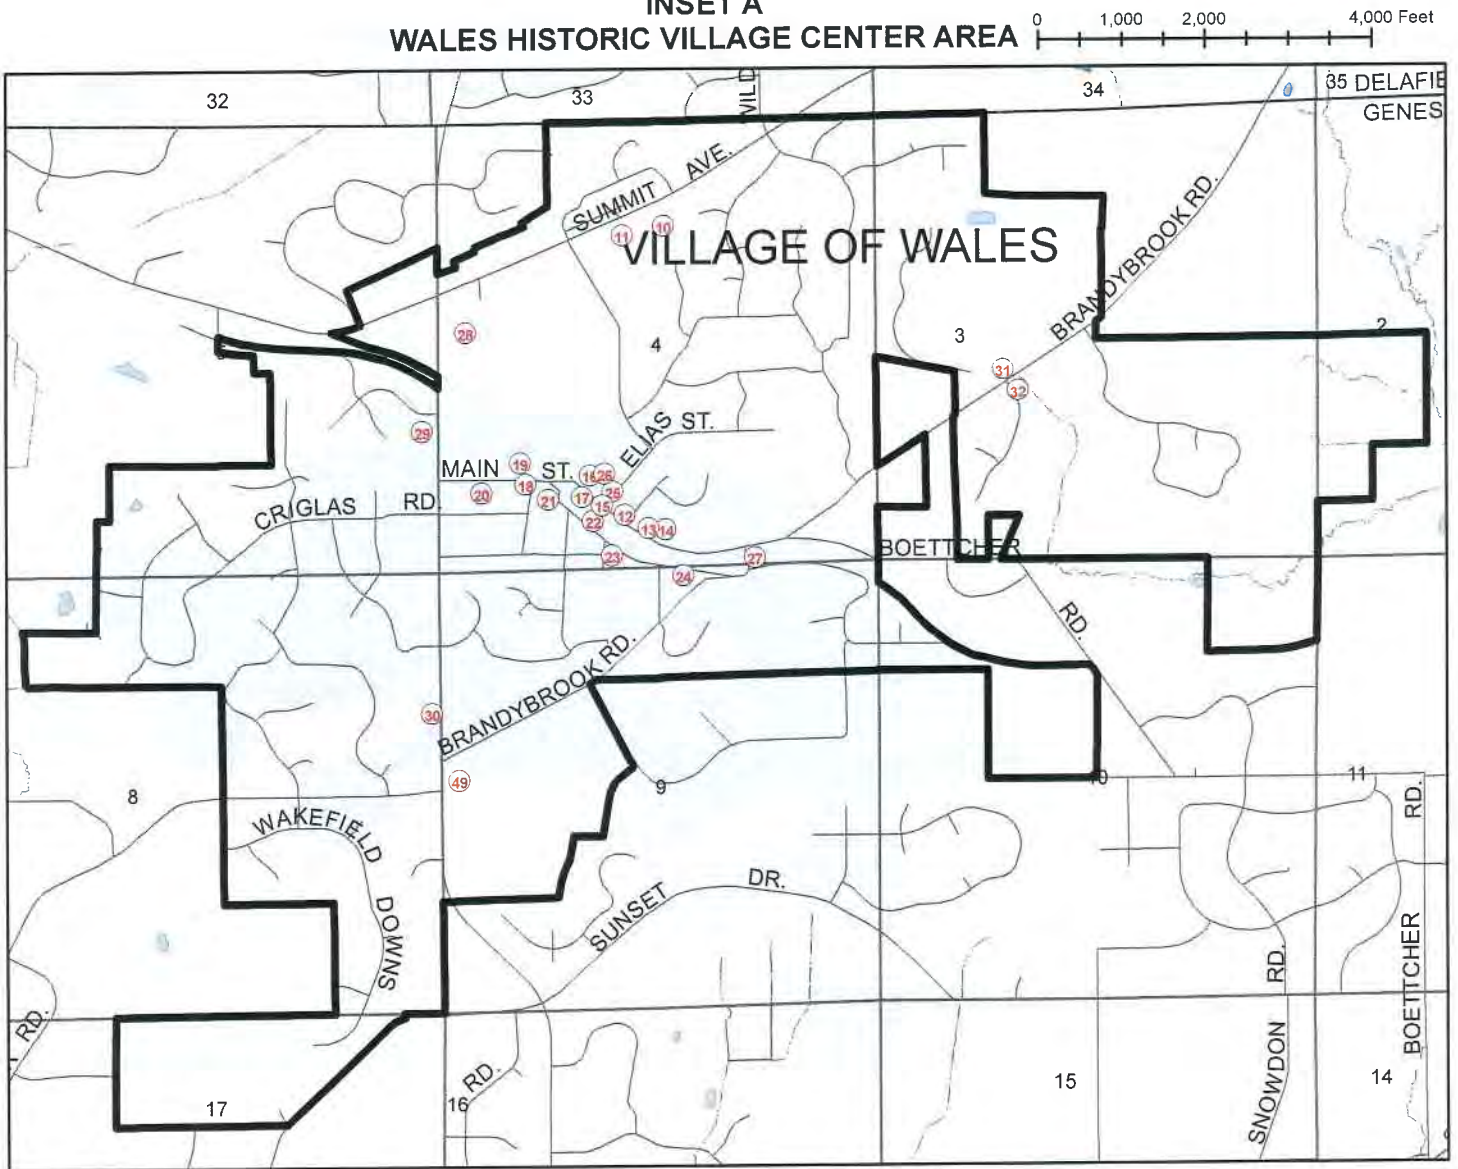 INSET A
WALES HISTORIC VILLAGE CENTER AREA
0 1,000 2,000 4,000 Feet
32
33
34
35 DELAFIE
GENES
SUMMIT AVE.
11
10
VILLAGE OF WALES
BRANDYBROOK RD.
28
4
3
2
31
32
29
ELIAS ST.
MAIN ST.
19
16
26
20
18
21
17
25
15
12
22
13
14
CRIGLAS RD.
23
27
24
BOETTCHER
RD.
BRANDYBROOK RD.
30
49
8
9
10
11
WAKEFIELD
DOWNS
SUNSET DR.
RD.
BOETTCHER
RD.
SNOWDON
RD.
RD.
17
16
15
14